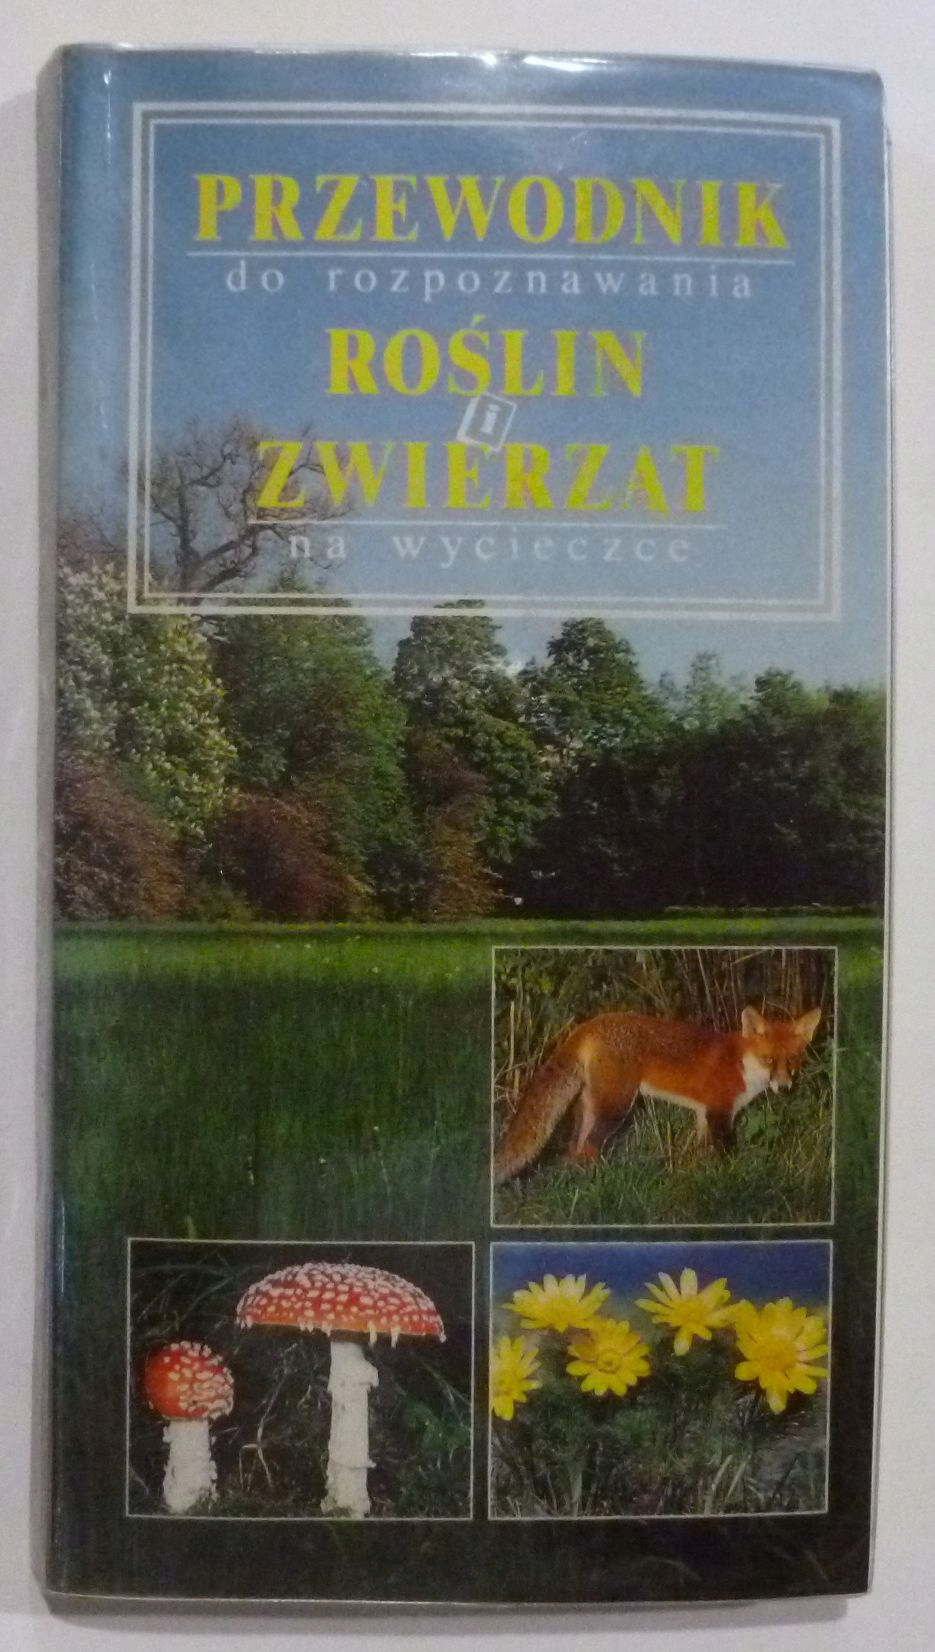 PRZEWODNIK
do rozpoznawania
ROŚLIN
i
ZWIERZĄT
na wycieczce